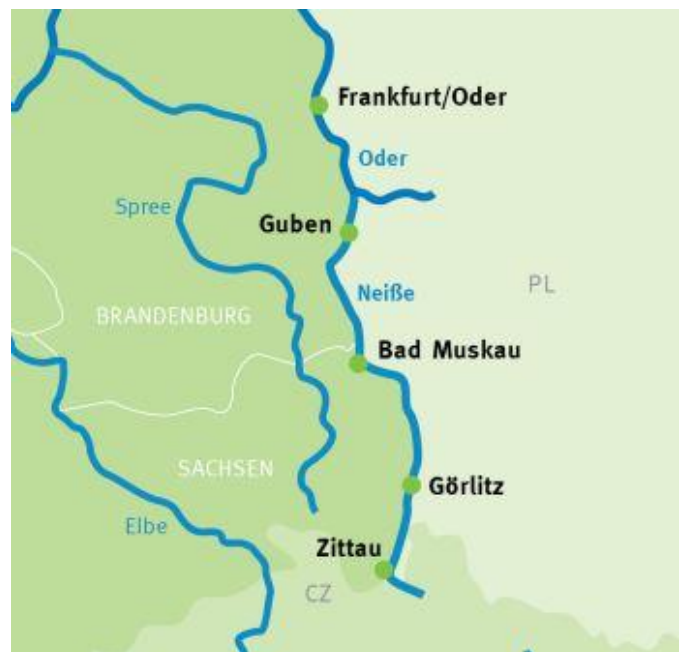 Frankfurt/Oder
Oder
Spree
Guben
Neiße
PL
BRANDENBURG
Bad Muskau
SACHSEN
Görlitz
Elbe
Zittau
CZ